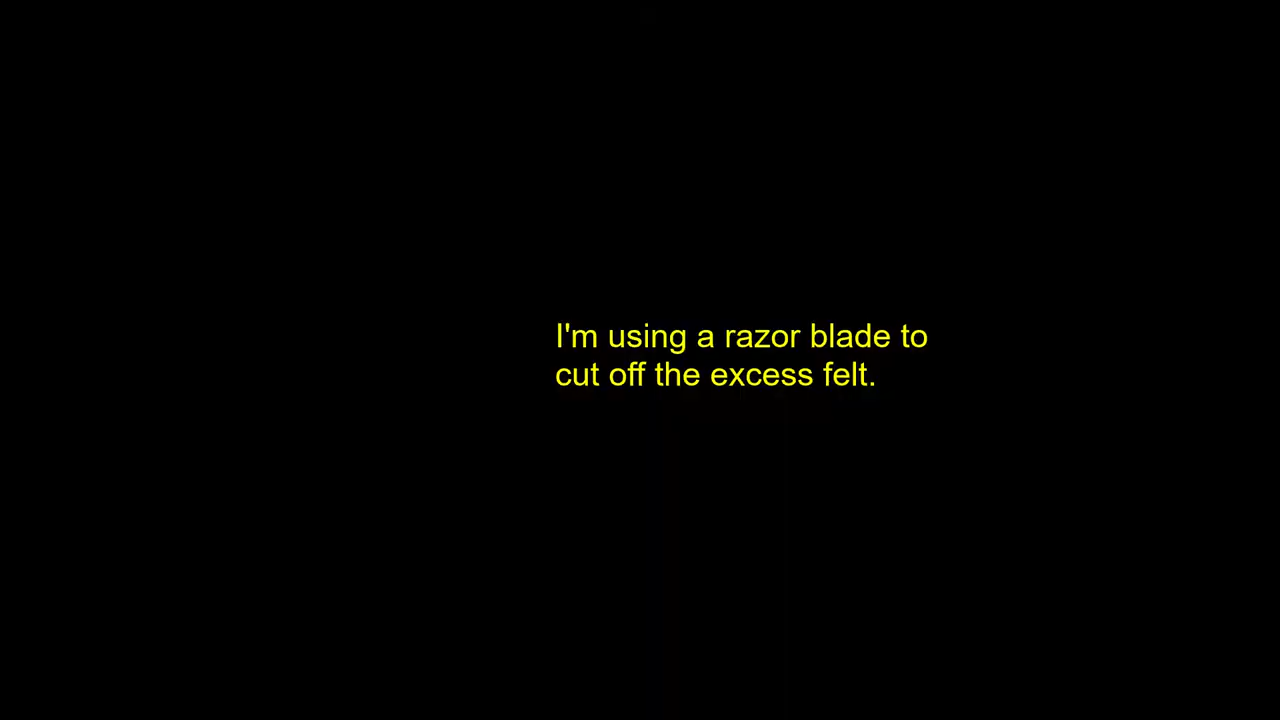 I'm using a razor blade to
cut off the excess felt.